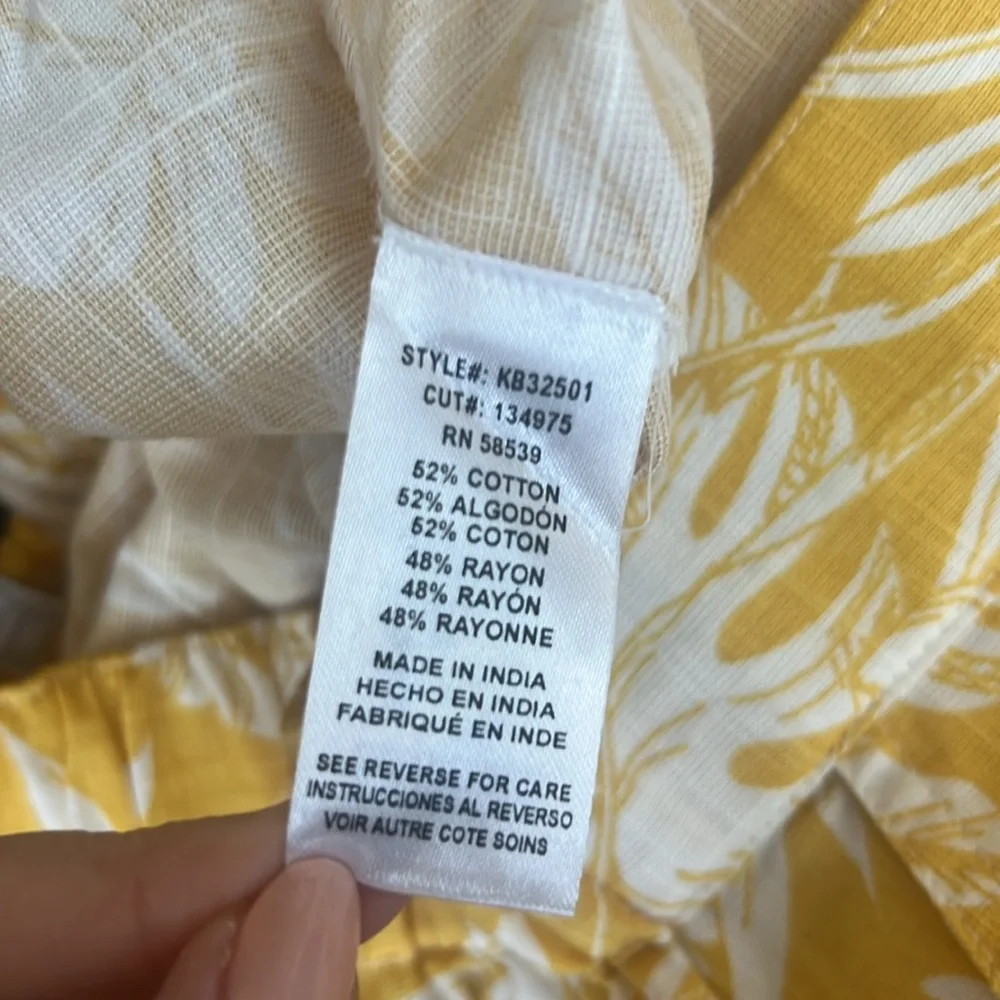 STYLE#: KB32501
CUT#: 134975
RN 58539
52% COTTON
52% ALGODÓN
52% COTON
48% RAYON
48% RAYÓN
48% RAYONNE
MADE IN INDIA
HECHO EN INDIA
FABRIQUÉ EN INDE
SEE REVERSE FOR CARE
INSTRUCCIONES AL REVERSO
VOIR AUTRE COTE SOINS